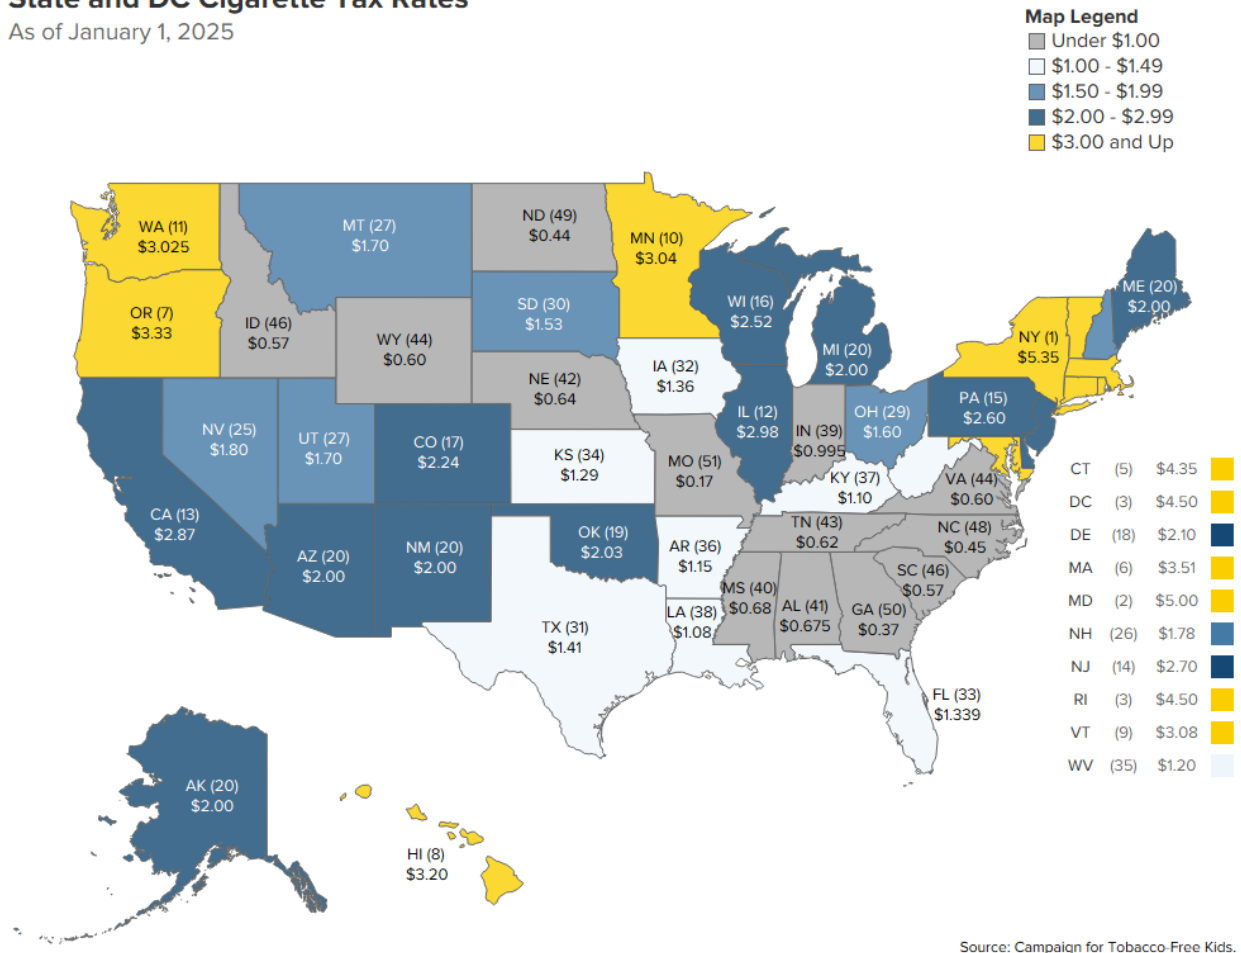 State and DC Cigarette Tax Rates
As of January 1, 2025
Map Legend
Under $1.00
$1.00 - $1.49
$1.50 - $1.99
$2.00 - $2.99
$3.00 and Up
WA (11)
$3.025
OR (7)
$3.33
ID (46)
$0.57
MT (27)
$1.70
WY (44)
$0.60
ND (49)
$0.44
SD (30)
$1.53
NE (42)
$0.64
MN (10)
$3.04
IA (32)
$1.36
WI (16)
$2.52
MI (20)
$2.00
NY (1)
$5.35
ME (20)
$2.00
CA (13)
$2.87
NV (25)
$1.80
UT (27)
$1.70
CO (17)
$2.24
KS (34)
$1.29
MO (51)
$0.17
IL (12)
$2.98
IN (39)
$0.995
OH (29)
$1.60
PA (15)
$2.60
KY (37)
$1.10
VA (44)
$0.60
AZ (20)
$2.00
NM (20)
$2.00
OK (19)
$2.03
AR (36)
$1.15
TN (43)
$0.62
NC (48)
$0.45
SC (46)
$0.57
TX (31)
$1.41
LA (38)
$1.08
MS (40)
$0.68
AL (41)
$0.675
GA (50)
$0.37
FL (33)
$1.339
AK (20)
$2.00
HI (8)
$3.20
CT (5) $4.35
DC (3) $4.50
DE (18) $2.10
MA (6) $3.51
MD (2) $5.00
NH (26) $1.78
NJ (14) $2.70
RI (3) $4.50
VT (9) $3.08
WV (35) $1.20
Source: Campaign for Tobacco-Free Kids.